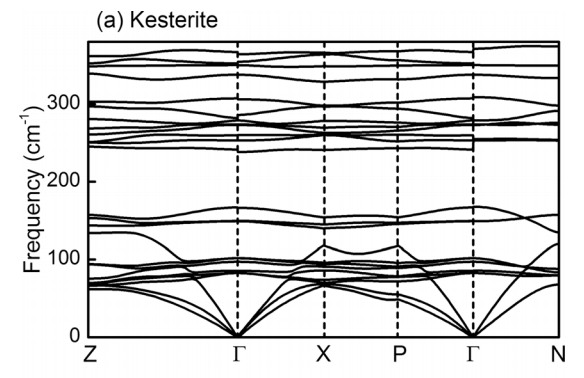 (a) Kesterite
Frequency (cm⁻¹)
300
200
100
0
Z Γ X P Γ N